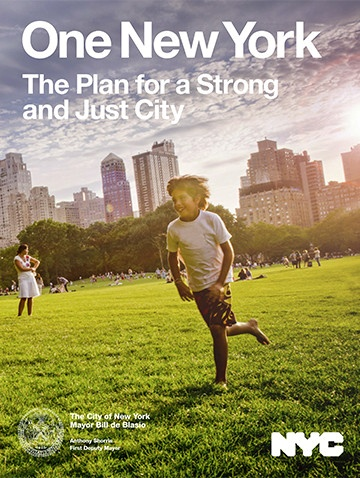 One New York
The Plan for a Strong
and Just City
The City of New York
Mayor Bill de Blasio
Anthony Shorris
First Deputy Mayor
NYC